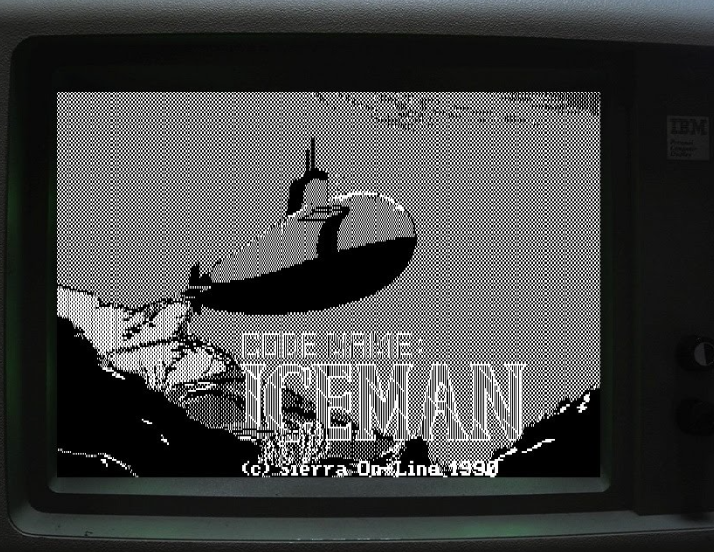 IBM
CODE NAME:
ICEMAN
(c) Sierra On-Line 1990